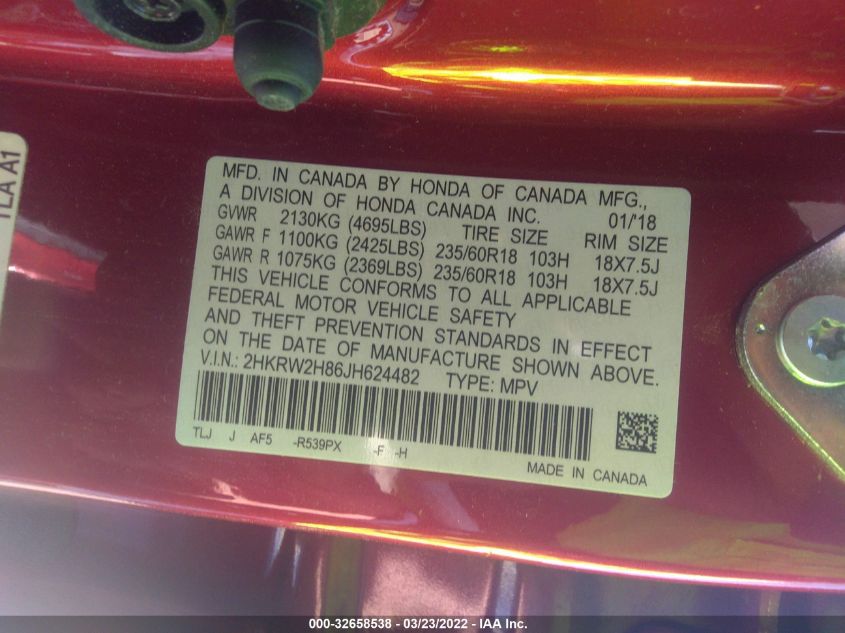 TLA A1
MFD. IN CANADA BY HONDA OF CANADA MFG.,
A DIVISION OF HONDA CANADA INC. 01/'18
GVWR 2130KG (4695LBS) TIRE SIZE RIM SIZE
GAWR F 1100KG (2425LBS) 235/60R18 103H 18X7.5J
GAWR R 1075KG (2369LBS) 235/60R18 103H 18X7.5J
THIS VEHICLE CONFORMS TO ALL APPLICABLE
FEDERAL MOTOR VEHICLE SAFETY
AND THEFT PREVENTION STANDARDS IN EFFECT
ON THE DATE OF MANUFACTURE SHOWN ABOVE.
V.I.N.: 2HKRW2H86JH624482 TYPE: MPV
TLJ J AF5 -R539PX -F -H
MADE IN CANADA
000-32658538 - 03/23/2022 - IAA Inc.